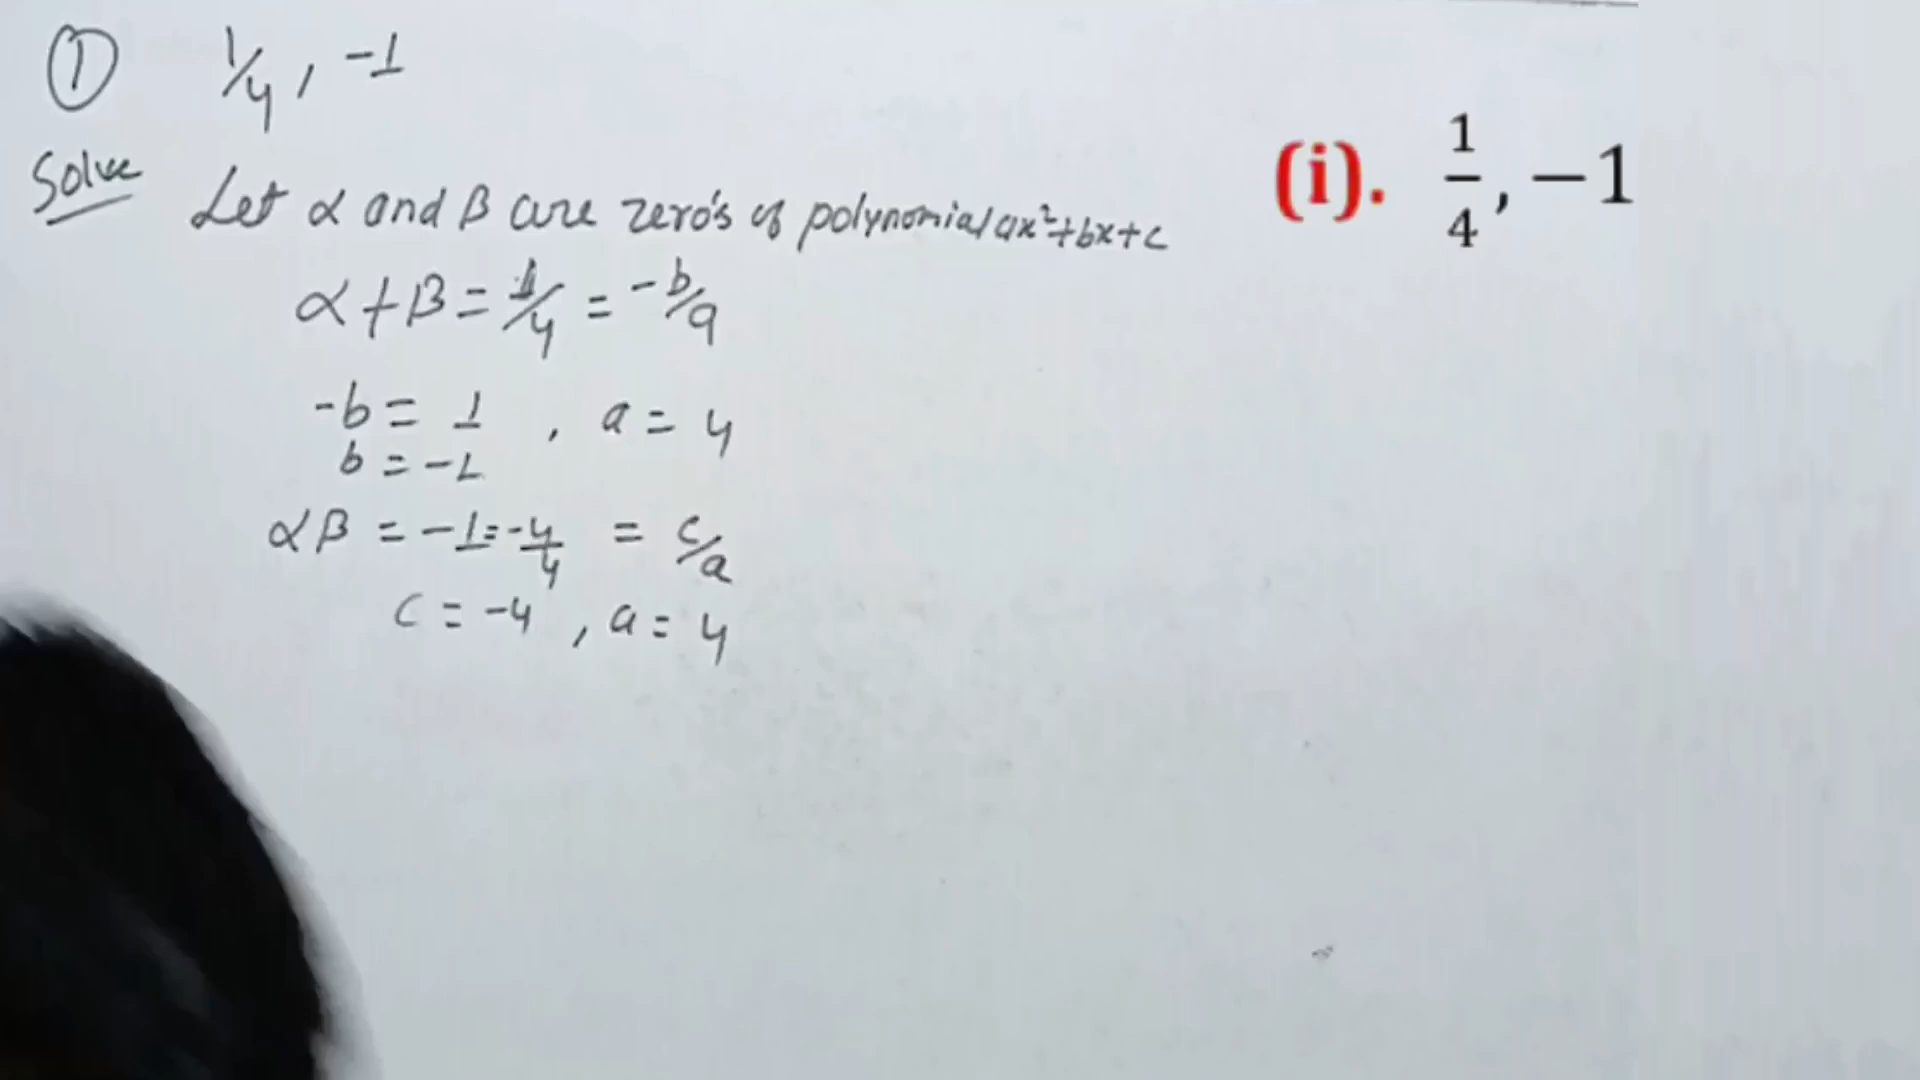 ① 1/4, -1
Solve Let α and β are zero's of polynomial ax²+bx+c
α+β = 1/4 = -b/a
-b = 1 , a = 4
b = -1
αβ = -1 = -4/4 = c/a
c = -4 , a = 4
(i). 1/4, −1